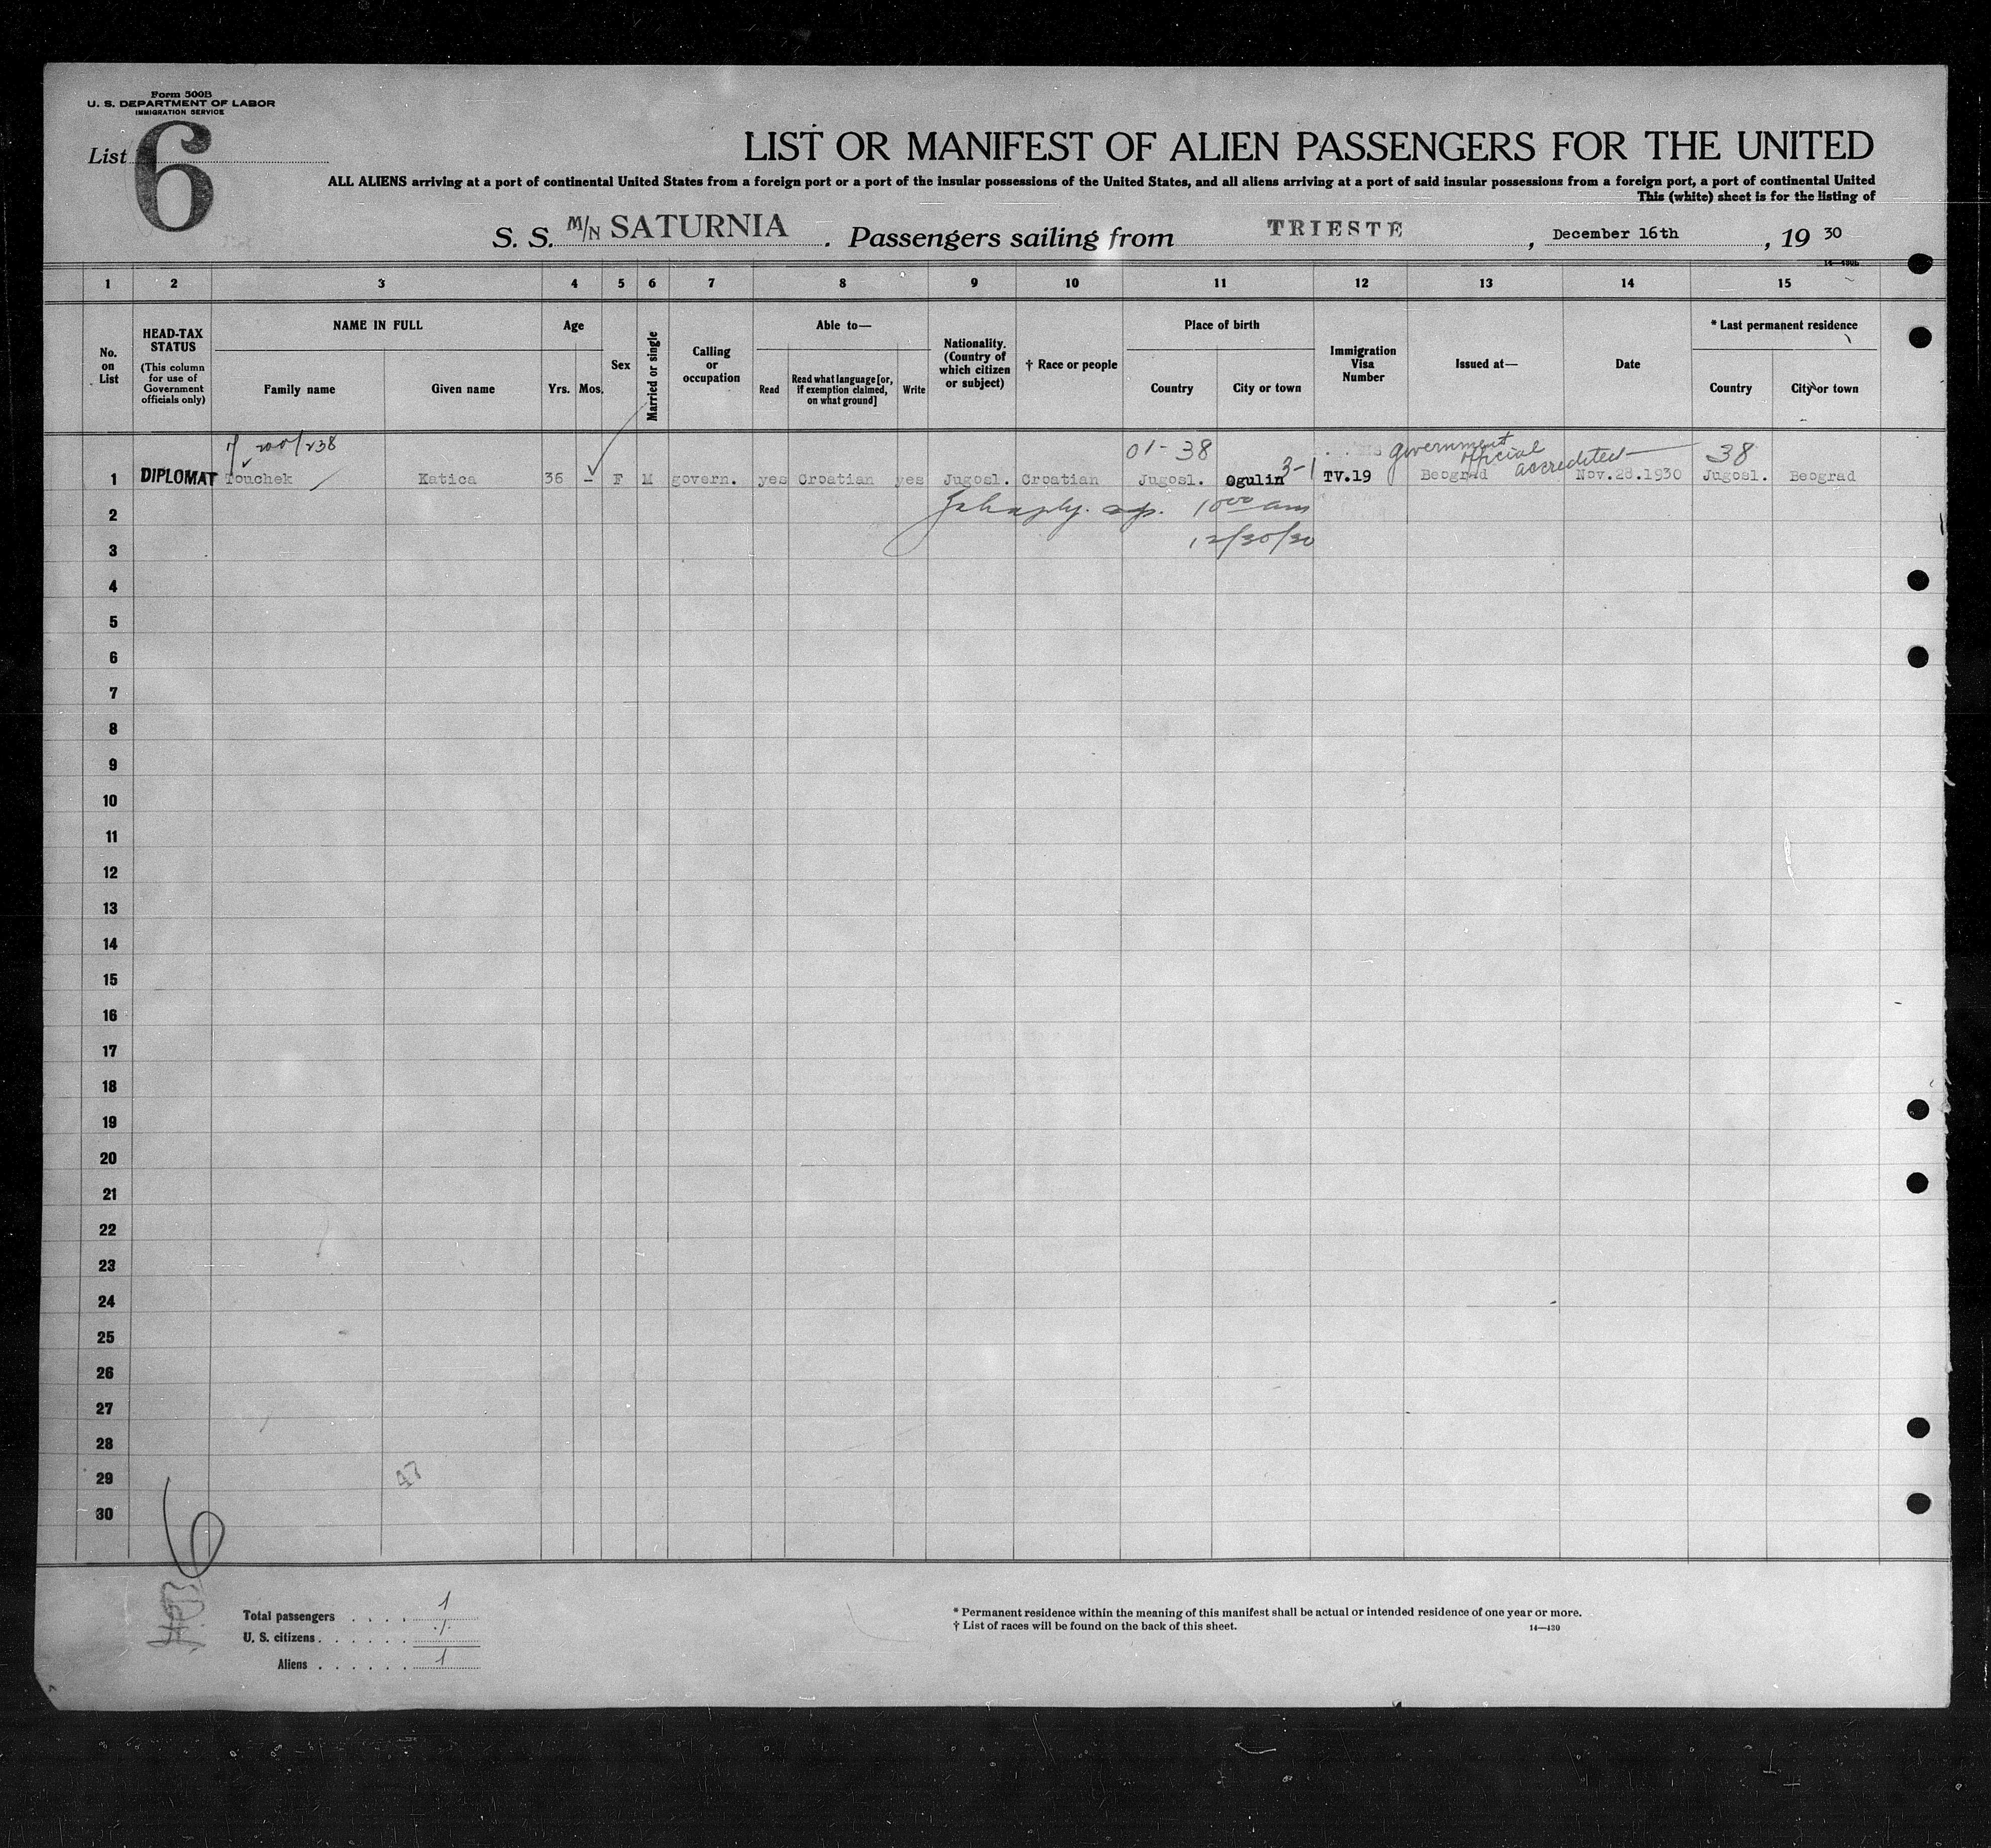 Form 500B
U. S. DEPARTMENT OF LABOR
IMMIGRATION SERVICE
List 6
LIST OR MANIFEST OF ALIEN PASSENGERS FOR THE UNITED
ALL ALIENS arriving at a port of continental United States from a foreign port or a port of the insular possessions of the United States, and all aliens arriving at a port of said insular possessions from a foreign port, a port of continental United
This (white) sheet is for the listing of
S. S. M/N SATURNIA. Passengers sailing from TRIESTE, December 16th, 19 30
1 2 3 4 5 6 7 8 9 10 11 12 13 14 15
No. on List
HEAD-TAX STATUS
(This column for use of Government officials only)
NAME IN FULL
Family name Given name
Age
Yrs. Mos.
Sex
Married or single
Calling or occupation
Able to—
Read
Read what language [or, if exemption claimed, on what ground]
Write
Nationality. (Country of which citizen or subject)
† Race or people
Place of birth
Country City or town
Immigration Visa Number
Issued at—
Date
* Last permanent residence
Country City or town
01-38 government official accredited 38
1 DIPLOMAT Touchek Katica 36 - F M govern. yes Croatian yes Jugosl. Croatian Jugosl. Ogulin 3-1 TV.19 Beograd Nov.28.1930 Jugosl. Beograd
2 10 00 am
3 12/30/30
4
5
6
7
8
9
10
11
12
13
14
15
16
17
18
19
20
21
22
23
24
25
26
27
28
29 47
30
6
Total passengers . . . . 1
U. S. citizens . . . . . .
Aliens . . . . . . 1
* Permanent residence within the meaning of this manifest shall be actual or intended residence of one year or more.
† List of races will be found on the back of this sheet.
14—430